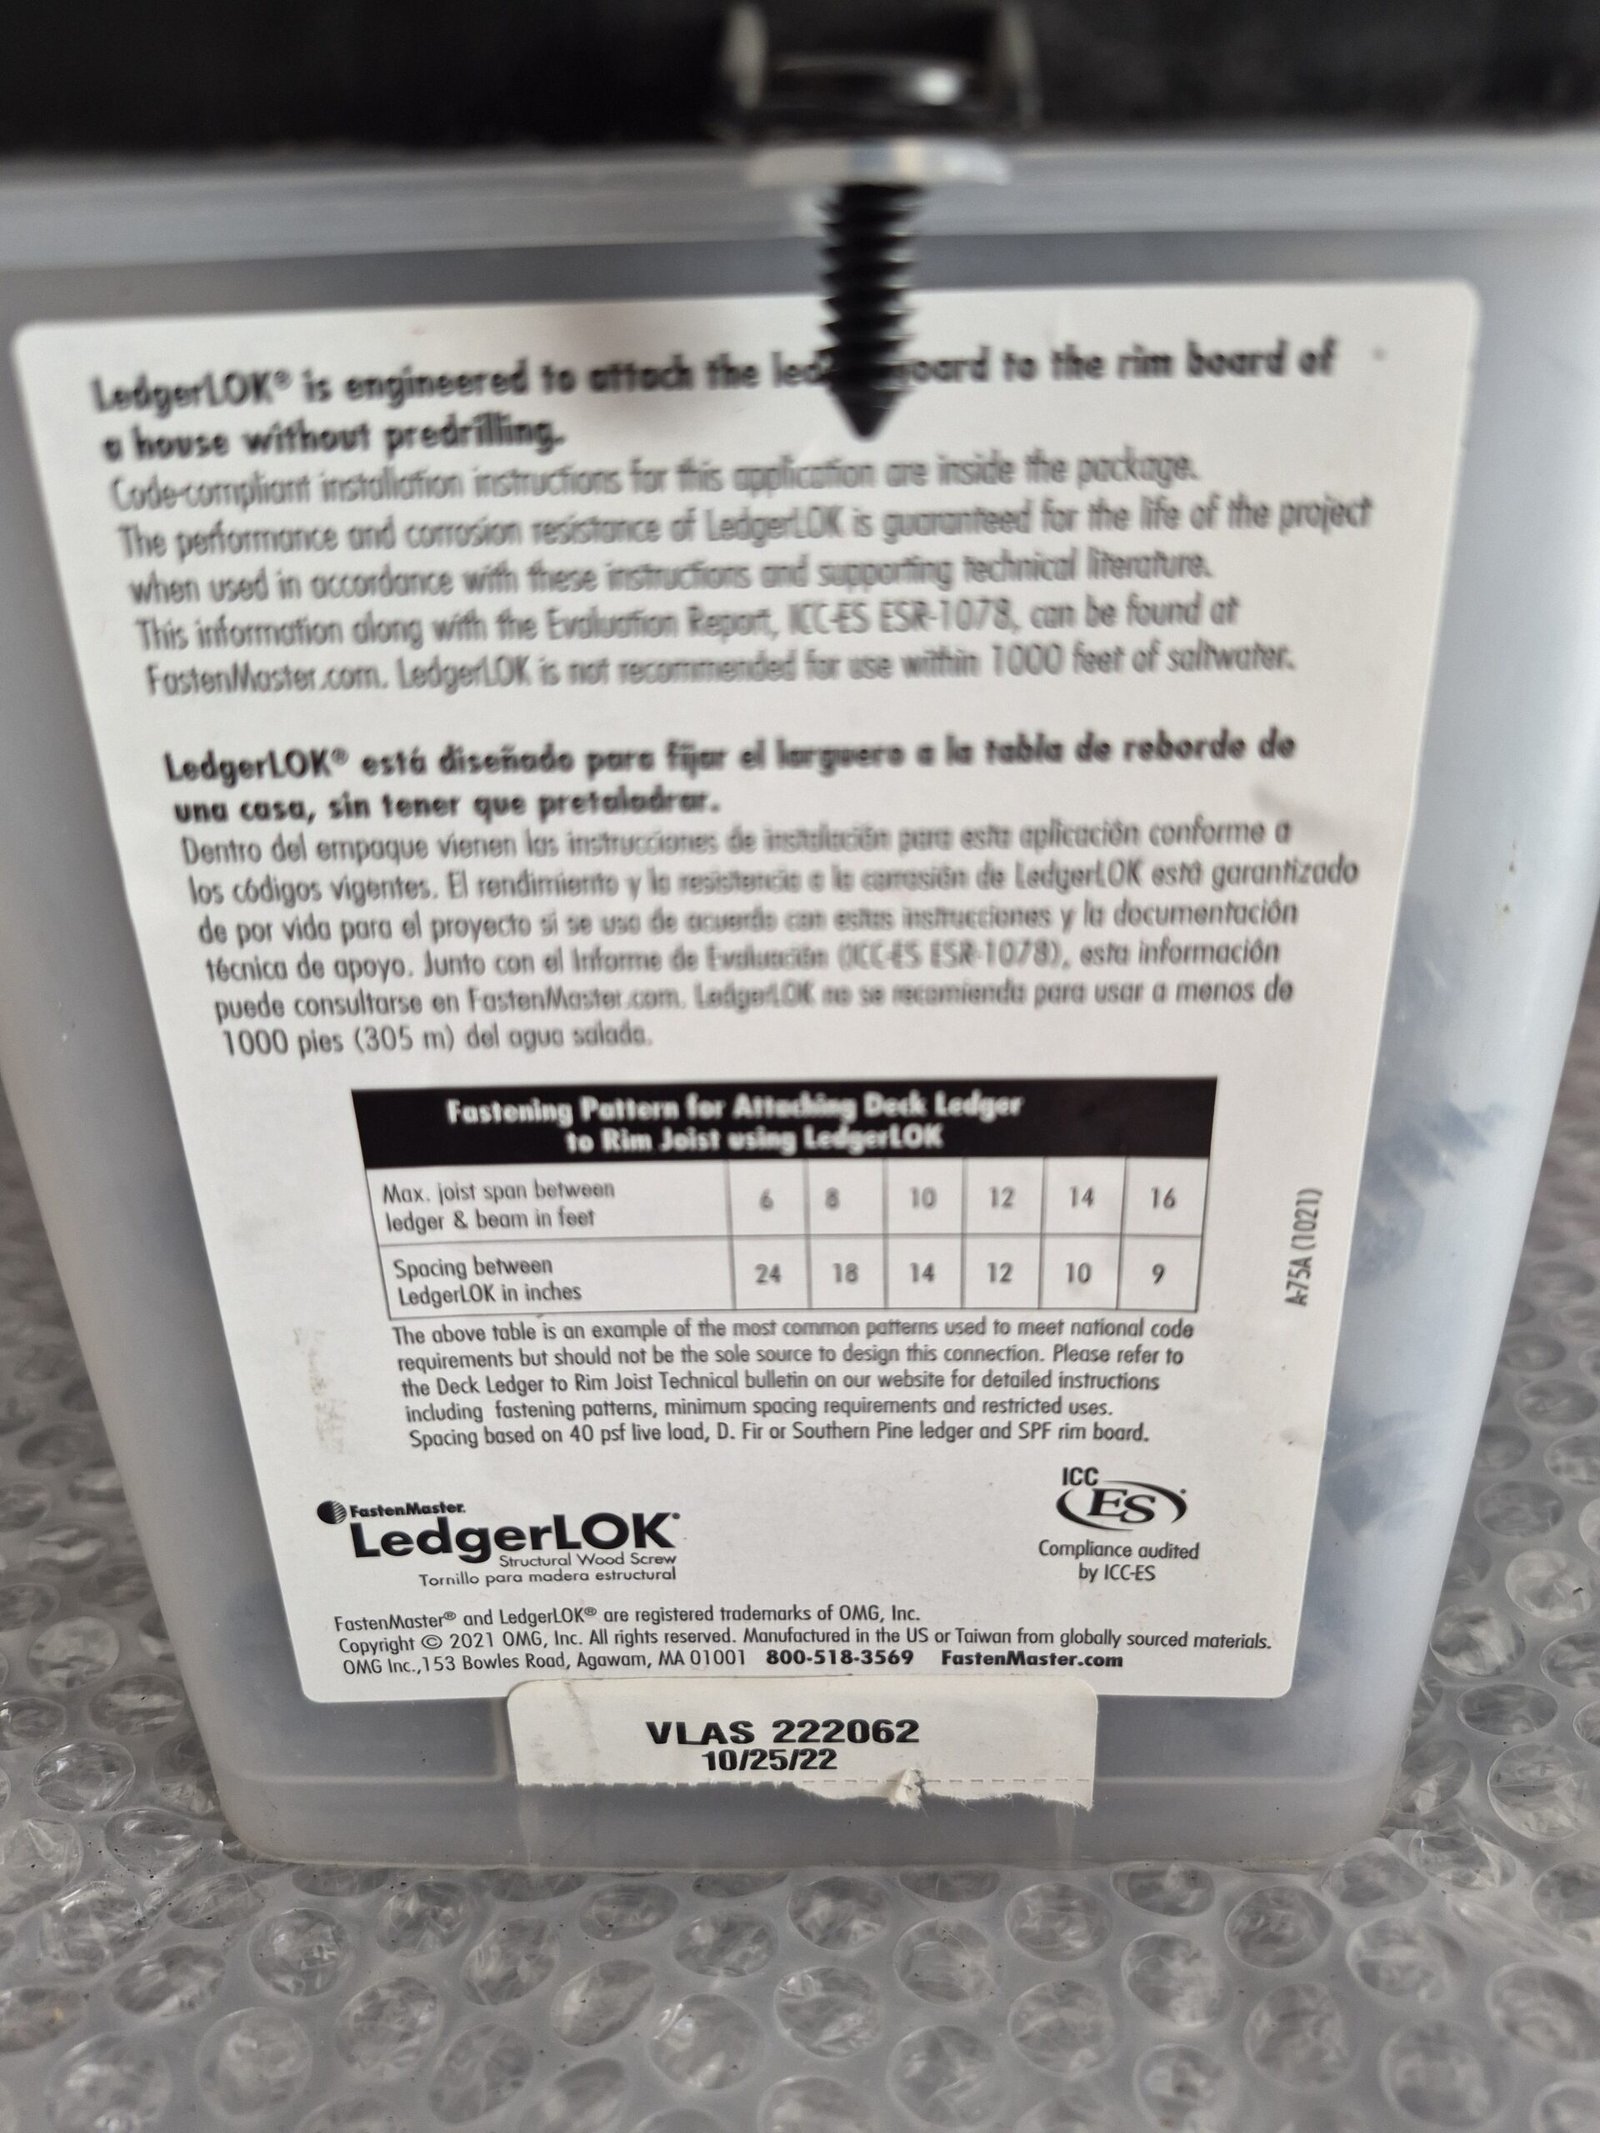 LedgerLOK® is engineered to attach the board to the rim board of
a house without predrilling.
Code-compliant installation instructions for this application are inside the package.
The performance and corrosion resistance of LedgerLOK is guaranteed for the life of the project
when used in accordance with these instructions and supporting technical literature.
This information along with the Evaluation Report, ICC-ES ESR-1078, can be found at
FastenMaster.com. LedgerLOK is not recommended for use within 1000 feet of saltwater.
LedgerLOK® está diseñado para fijar el larguero a la tabla de reborde de
una casa, sin tener que pretaladrar.
Dentro del empaque vienen las instrucciones de instalación para esta aplicación conforme a
los códigos vigentes. El rendimiento y la resistencia a la corrosión de LedgerLOK está garantizado
de por vida para el proyecto si se usa de acuerdo con estas instrucciones y la documentación
técnica de apoyo. Junto con el Informe de Evaluación (ICC-ES ESR-1078), esta información
puede consultarse en FastenMaster.com. LedgerLOK no se recomienda para usar a menos de
1000 pies (305 m) del agua salada.
Fastening Pattern for Attaching Deck Ledger
to Rim Joist using LedgerLOK
Max. joist span between
ledger & beam in feet
6 8 10 12 14 16
Spacing between
LedgerLOK in inches
24 18 14 12 10 9
A-75A (1021)
The above table is an example of the most common patterns used to meet national code
requirements but should not be the sole source to design this connection. Please refer to
the Deck Ledger to Rim Joist Technical bulletin on our website for detailed instructions
including fastening patterns, minimum spacing requirements and restricted uses.
Spacing based on 40 psf live load, D. Fir or Southern Pine ledger and SPF rim board.
FastenMaster.
LedgerLOK®
Structural Wood Screw
Tornillo para madera estructural
ICC
ES
Compliance audited
by ICC-ES
FastenMaster® and LedgerLOK® are registered trademarks of OMG, Inc.
Copyright © 2021 OMG, Inc. All rights reserved. Manufactured in the US or Taiwan from globally sourced materials.
OMG Inc.,153 Bowles Road, Agawam, MA 01001 800-518-3569 FastenMaster.com
VLAS 222062
10/25/22